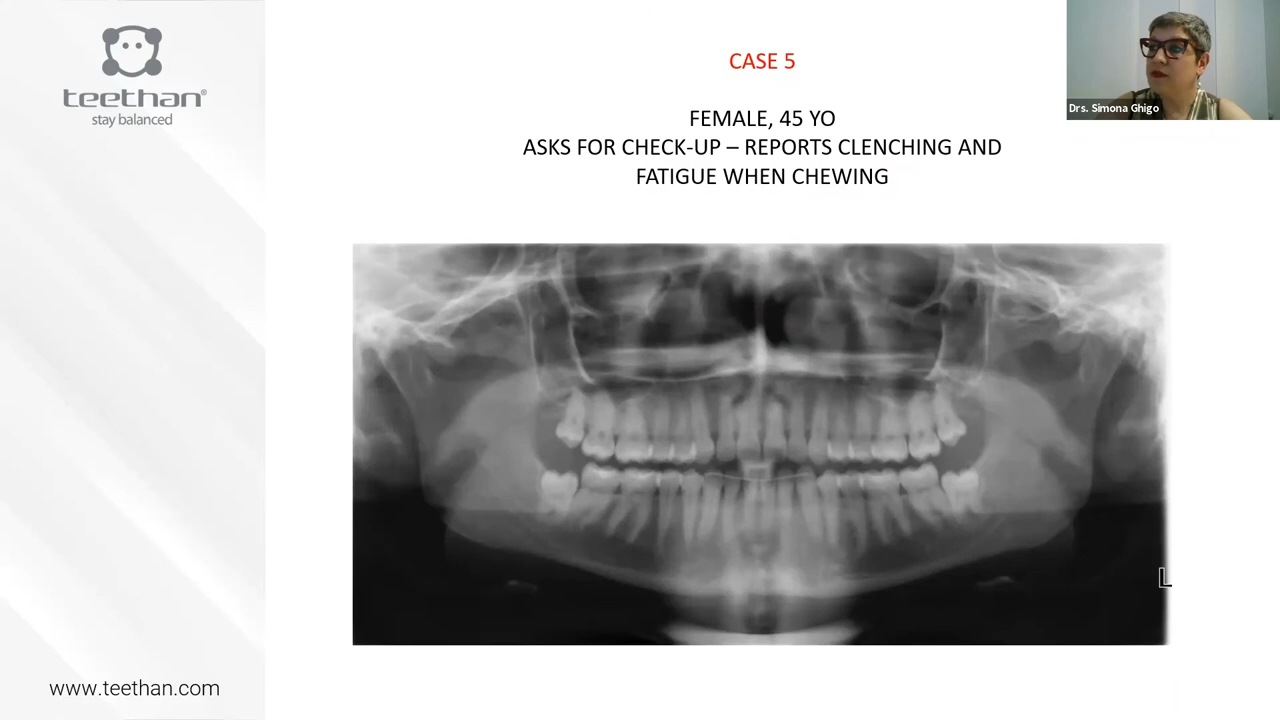 teethan®
stay balanced
CASE 5
FEMALE, 45 YO
ASKS FOR CHECK-UP – REPORTS CLENCHING AND
FATIGUE WHEN CHEWING
Drs. Simona Ghigo
L
www.teethan.com